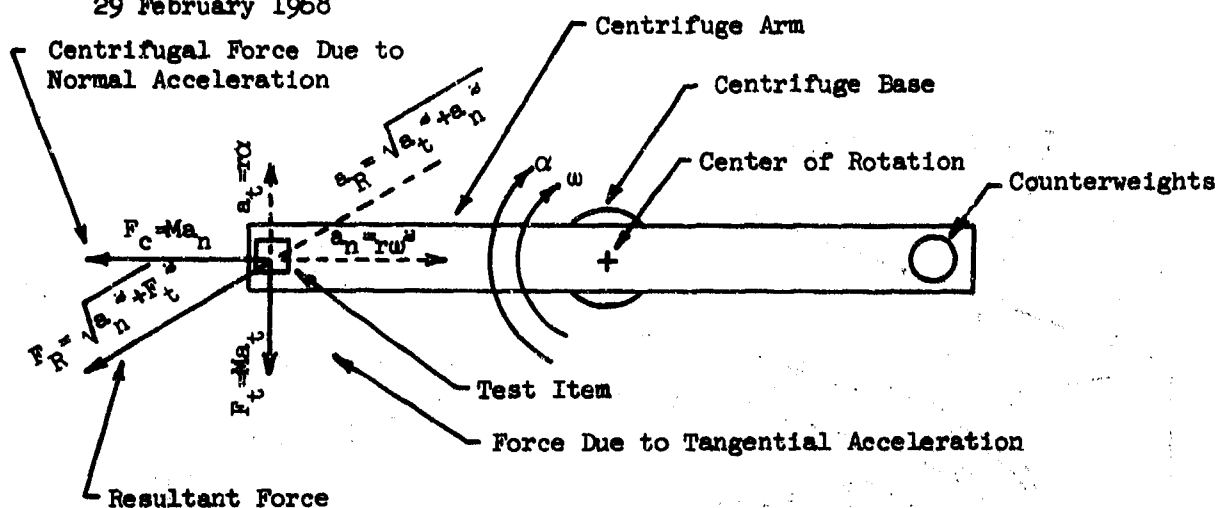 29 February 1968
Centrifugal Force Due to
Normal Acceleration
Centrifuge Arm
Centrifuge Base
Center of Rotation
Counterweights
a_R = √a_t²+a_n²
a_t=rα
α
ω
F_c=Ma_n
a_n=rω²
+
F_R = √a_n²+F_t²
F_t=Ma_t
Test Item
Force Due to Tangential Acceleration
Resultant Force